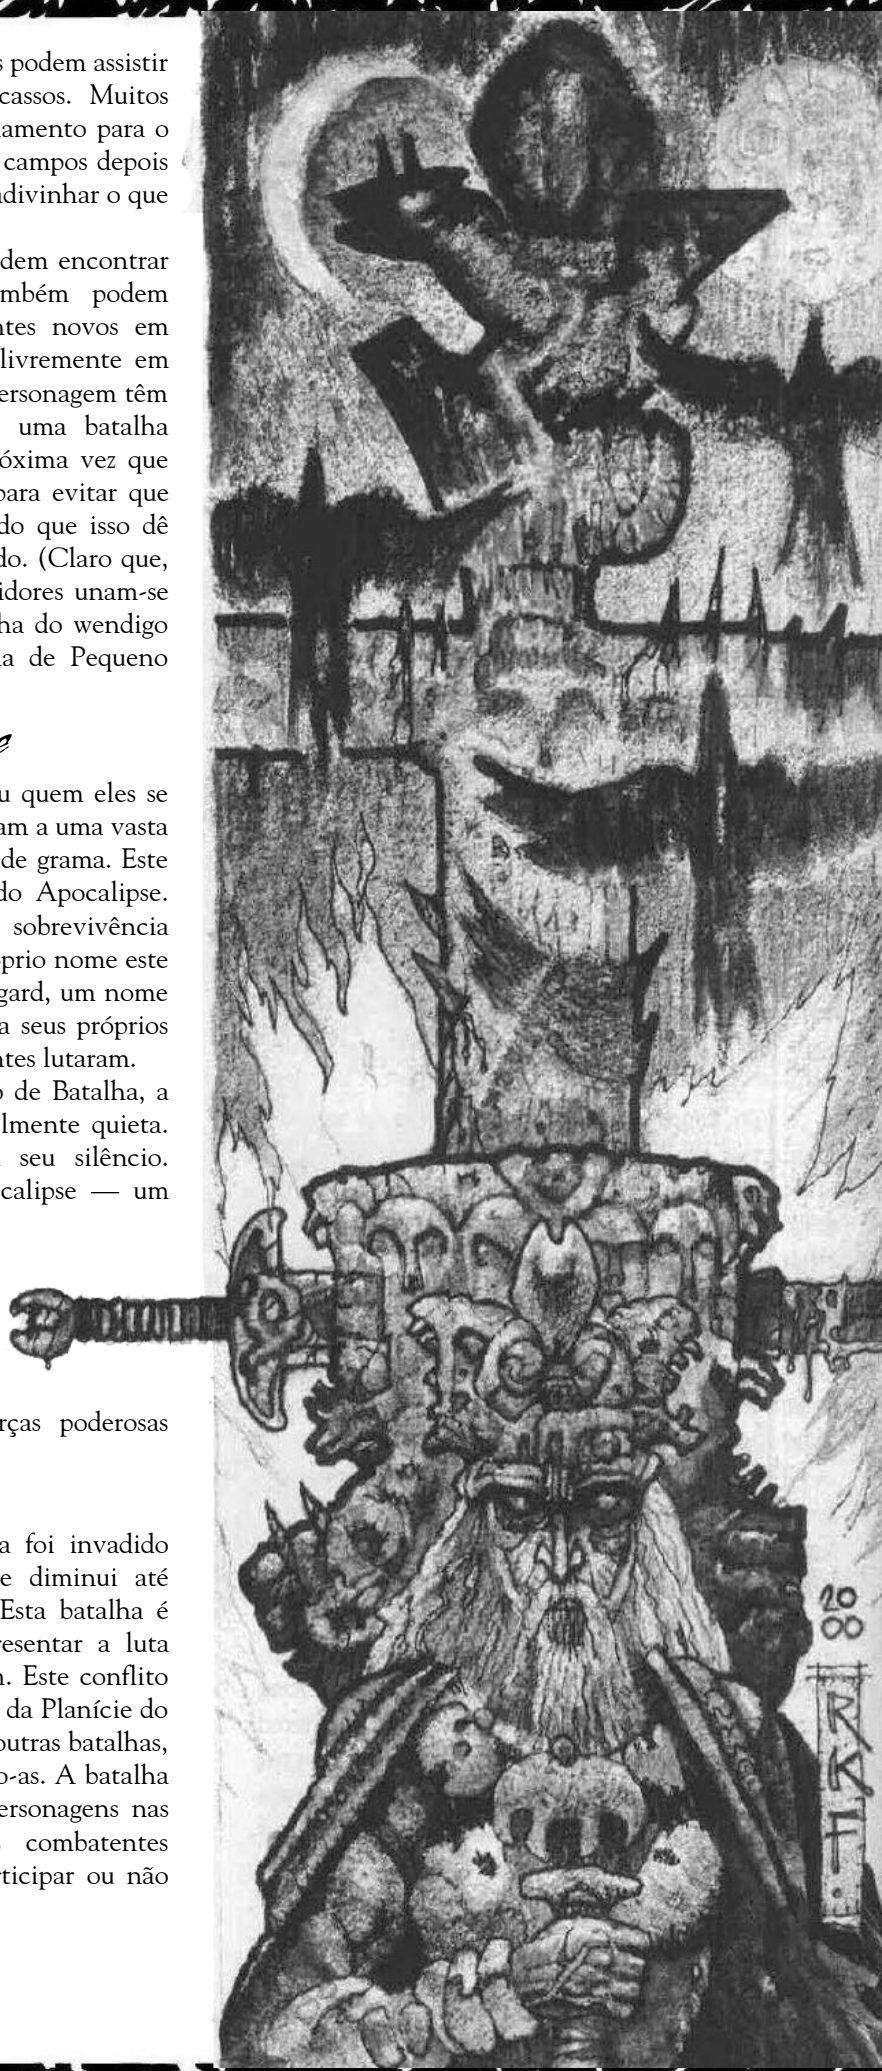 s podem assistir
cassos. Muitos
amento para o
campos depois
adivinhar o que
dem encontrar
ambém podem
ntes novos em
livremente em
ersonagem têm
uma batalha
óxima vez que
para evitar que
do que isso dê
do. (Claro que,
idores unam-se
ha do wendigo
a de Pequeno
e
u quem eles se
am a uma vasta
de grama. Este
do Apocalipse.
sobrevivência
óprio nome este
gard, um nome
a seus próprios
ntes lutaram.
o de Batalha, a
lmente quieta.
seu silêncio.
calipse — um
rças poderosas
a foi invadido
e diminui até
Esta batalha é
resentar a luta
n. Este conflito
da Planície do
outras batalhas,
o-as. A batalha
ersonagens nas
combatentes
rticipar ou não
20
00
RKF.